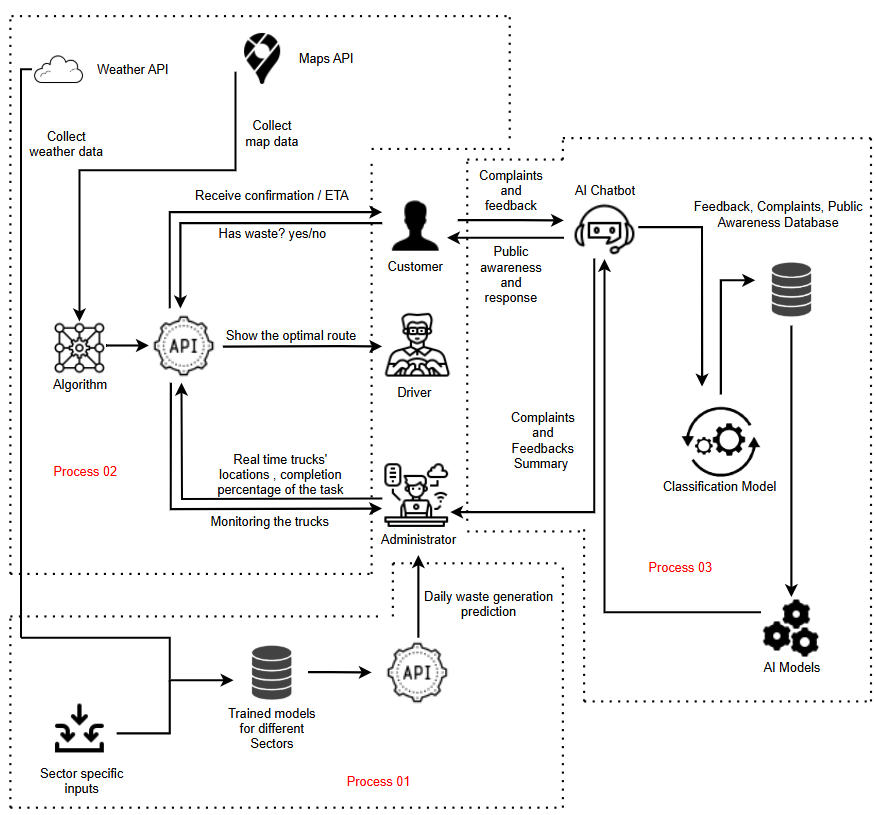 Weather API
Maps API
Collect
weather data
Collect
map data
Receive confirmation / ETA
Has waste? yes/no
Customer
Complaints
and
feedback
AI Chatbot
Public
awareness
and
response
Feedback, Complaints, Public
Awareness Database
Algorithm
API
Show the optimal route
Driver
Process 02
Real time trucks'
locations , completion
percentage of the task
Monitoring the trucks
Administrator
Complaints
and
Feedbacks
Summary
Classification Model
Process 03
AI Models
Daily waste generation
prediction
API
Trained models
for different
Sectors
Sector specific
inputs
Process 01